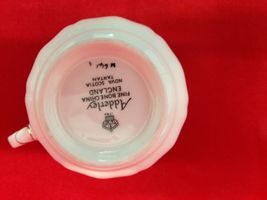 Adderley
FINE BONE CHINA
ENGLAND
NOVA SCOTIA
TARTAN